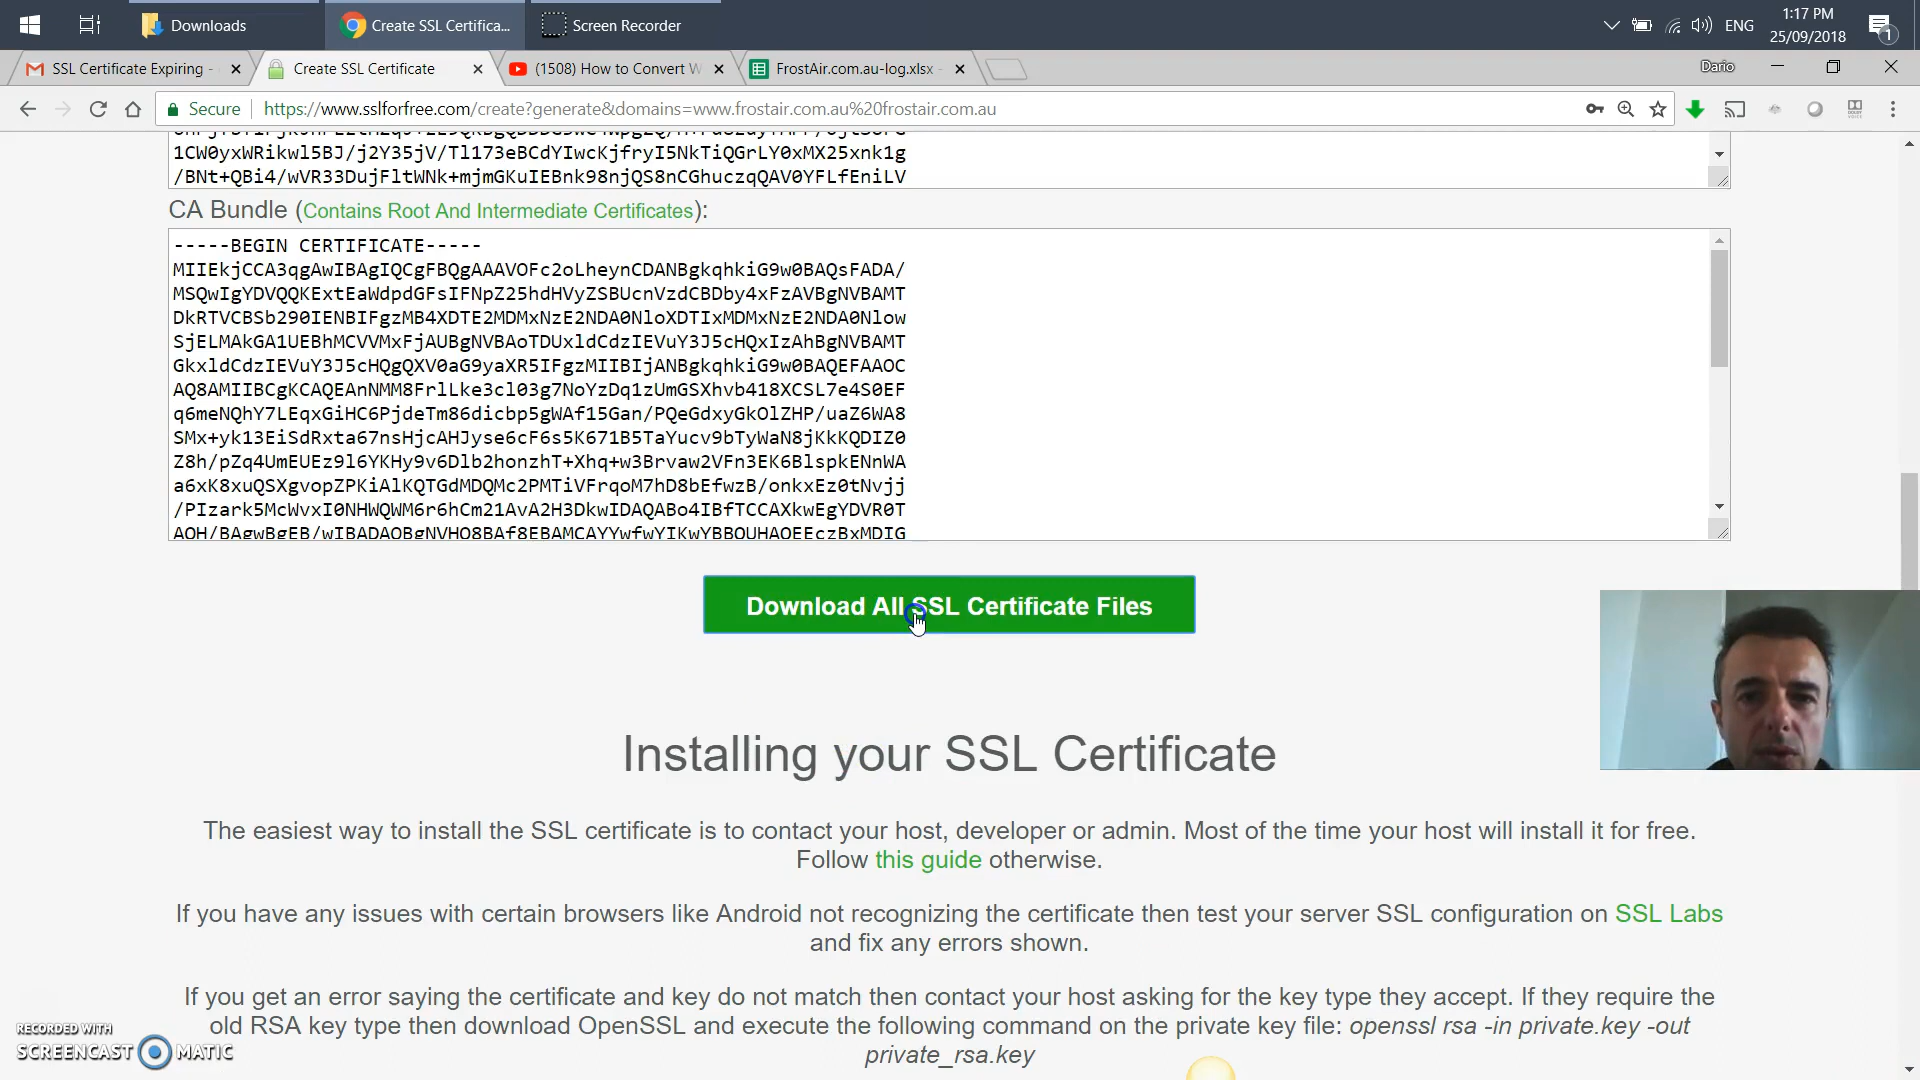 Downloads
Create SSL Certifica...
Screen Recorder
ENG
1:17 PM
25/09/2018
1
SSL Certificate Expiring -
Create SSL Certificate
(1508) How to Convert W
FrostAir.com.au-log.xlsx -
Dario
Secure
https://www.sslforfree.com/create?generate&domains=www.frostair.com.au%20frostair.com.au
1CW0yxWRikwl5BJ/j2Y35jV/Tl173eBCdYIwcKjfryI5NkTiQGrLY0xMX25xnk1g
/BNt+QBi4/wVR33DujFltWNk+mjmGKuIEBnk98njQS8nCGhuczqQAV0YFLfEniLV
CA Bundle (Contains Root And Intermediate Certificates):
-----BEGIN CERTIFICATE-----
MIIEkjCCA3qgAwIBAgIQCgFBQgAAAVOFc2oLheynCDANBgkqhkiG9w0BAQsFADA/
MSQwIgYDVQQKExtEaWdpdGFsIFNpZ25hdHVyZSBUcnVzdCBDby4xFzAVBgNVBAMT
DkRTVCBSb290IENBIFgzMB4XDTE2MDMxNzE2NDA0NloXDTIxMDMxNzE2NDA0Nlow
SjELMAkGA1UEBhMCVVMxFjAUBgNVBAoTDUxldCdzIEVuY3J5cHQxIzAhBgNVBAMT
GkxldCdzIEVuY3J5cHQgQXV0aG9yaXR5IFgzMIIBIjANBgkqhkiG9w0BAQEFAAOC
AQ8AMIIBCgKCAQEAnNMM8FrlLke3cl03g7NoYzDq1zUmGSXhvb418XCSL7e4S0EF
q6meNQhY7LEqxGiHC6PjdeTm86dicbp5gWAf15Gan/PQeGdxyGkOlZHP/uaZ6WA8
SMx+yk13EiSdRxta67nsHjcAHJyse6cF6s5K671B5TaYucv9bTyWaN8jKkKQDIZ0
Z8h/pZq4UmEUEz9l6YKHy9v6Dlb2honzhT+Xhq+w3Brvaw2VFn3EK6BlspkENnWA
a6xK8xuQSXgvopZPKiAlKQTGdMDQMc2PMTiVFrqoM7hD8bEfwzB/onkxEz0tNvjj
/PIzark5McWvxI0NHWQWM6r6hCm21AvA2H3DkwIDAQABo4IBfTCCAXkwEgYDVR0T
AQH/BAgwBgEB/wIBADAOBgNVHQ8BAf8EBAMCAYYwfwYIKwYBBQUHAQEEczBxMDIG
Download All SSL Certificate Files
Installing your SSL Certificate
The easiest way to install the SSL certificate is to contact your host, developer or admin. Most of the time your host will install it for free.
Follow this guide otherwise.
If you have any issues with certain browsers like Android not recognizing the certificate then test your server SSL configuration on SSL Labs
and fix any errors shown.
If you get an error saying the certificate and key do not match then contact your host asking for the key type they accept. If they require the
old RSA key type then download OpenSSL and execute the following command on the private key file: openssl rsa -in private.key -out
private_rsa.key
RECORDED WITH
SCREENCAST MATIC